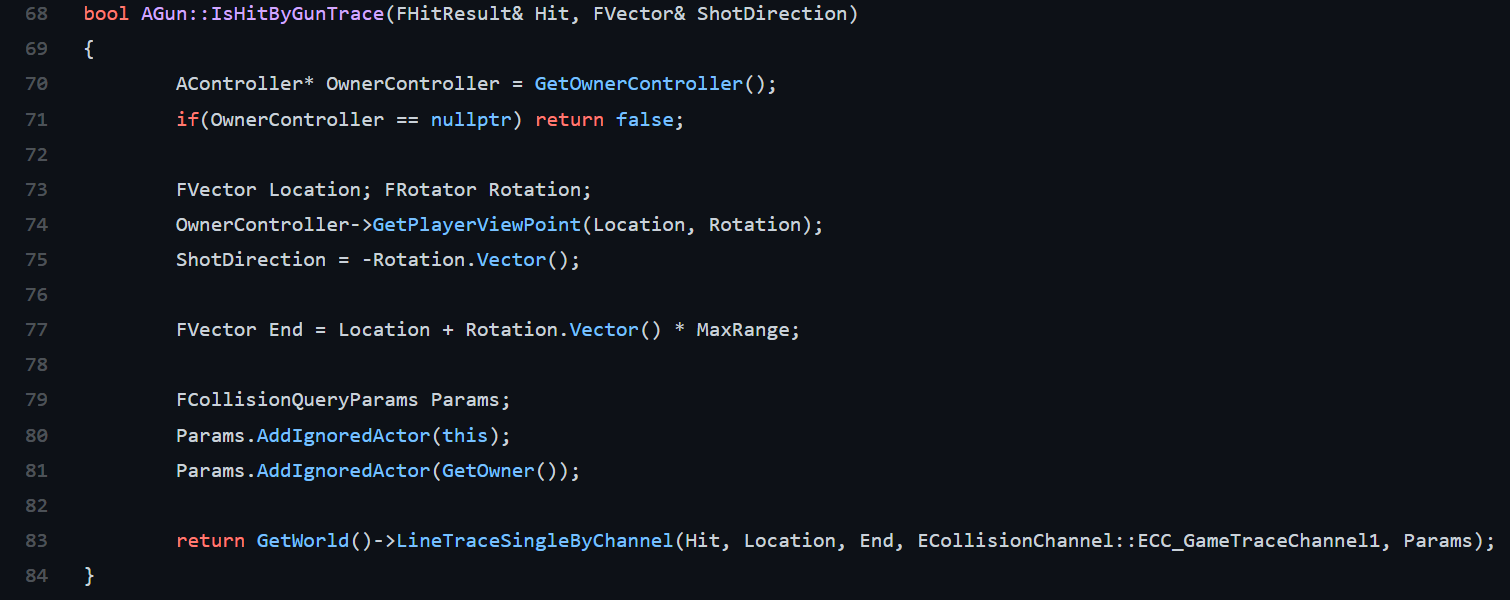 68 bool AGun::IsHitByGunTrace(FHitResult& Hit, FVector& ShotDirection)
69 {
70 AController* OwnerController = GetOwnerController();
71 if(OwnerController == nullptr) return false;
72
73 FVector Location; FRotator Rotation;
74 OwnerController->GetPlayerViewPoint(Location, Rotation);
75 ShotDirection = -Rotation.Vector();
76
77 FVector End = Location + Rotation.Vector() * MaxRange;
78
79 FCollisionQueryParams Params;
80 Params.AddIgnoredActor(this);
81 Params.AddIgnoredActor(GetOwner());
82
83 return GetWorld()->LineTraceSingleByChannel(Hit, Location, End, ECollisionChannel::ECC_GameTraceChannel1, Params);
84 }